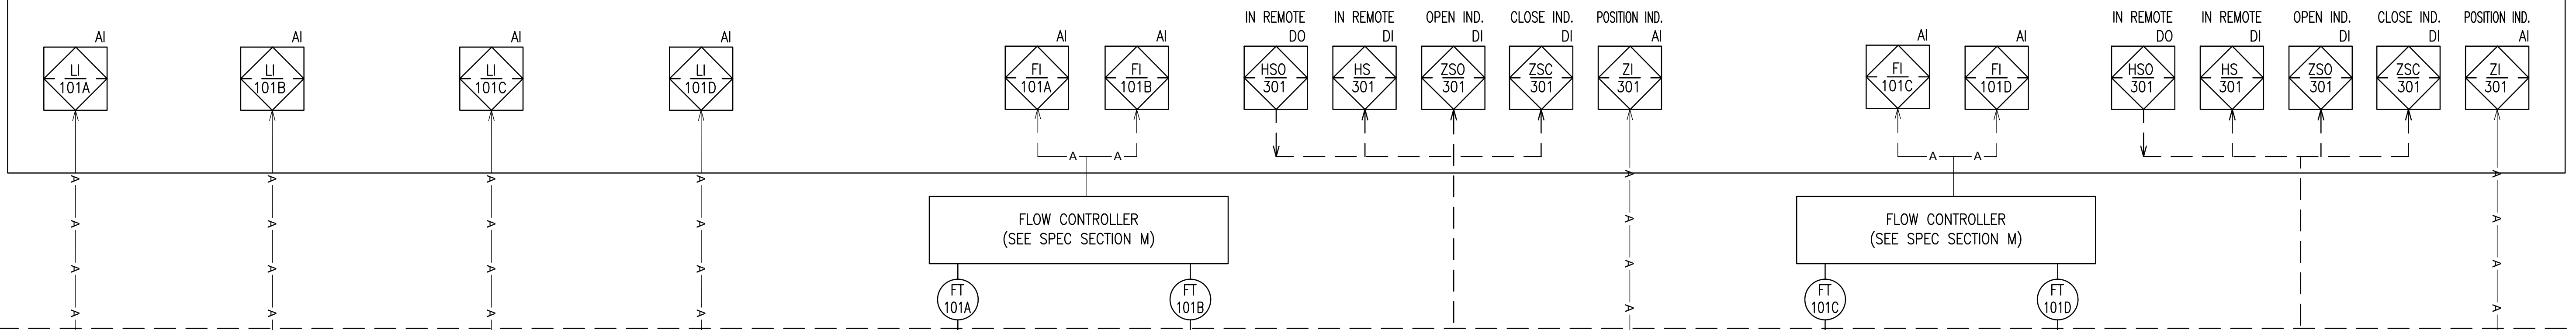 IN REMOTE IN REMOTE OPEN IND. CLOSE IND. POSITION IND. IN REMOTE IN REMOTE OPEN IND. CLOSE IND. POSITION IND.
AI AI AI AI AI AI DO DI DI DI AI AI AI DO DI DI DI AI
LI LI LI LI FI FI HSO HS ZSO ZSC ZI FI FI HSO HS ZSO ZSC ZI
101A 101B 101C 101D 101A 101B 301 301 301 301 301 101C 101D 301 301 301 301 301
A A A A
A A A A A A
FLOW CONTROLLER FLOW CONTROLLER
A A A A A A
(SEE SPEC SECTION M) (SEE SPEC SECTION M)
A A A A A A
FT FT FT FT
101A 101B 101C 101D
A A A A A A